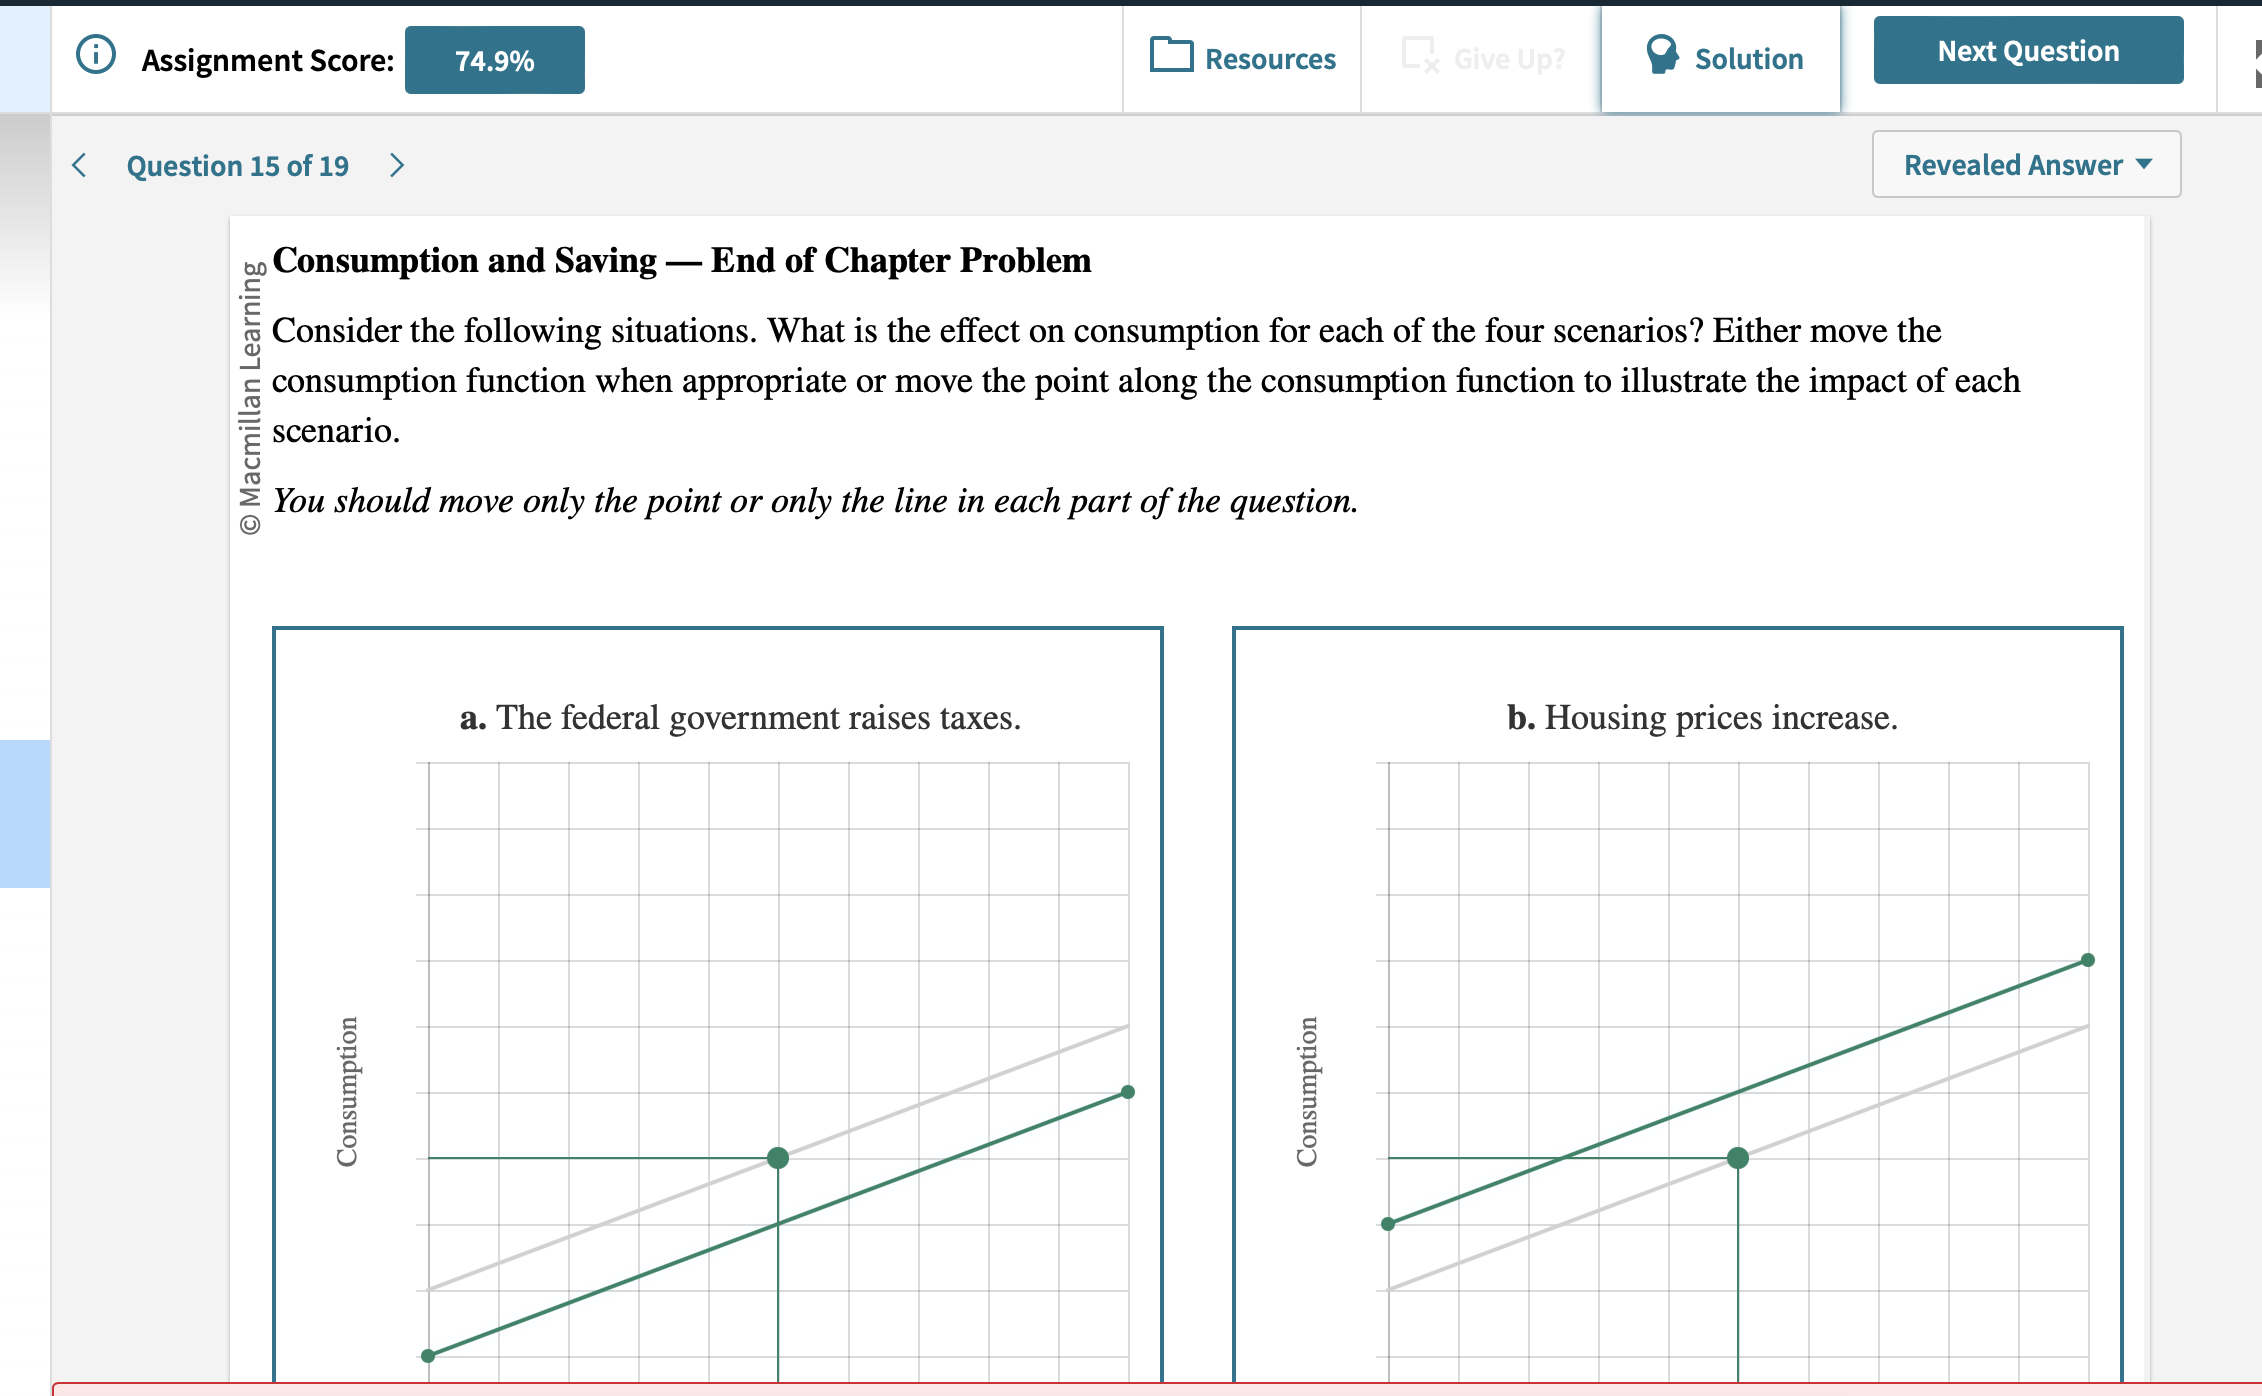 Assignment Score:
74.9%
Resources
Give Up?
Solution
Next Question
Question 15 of 19
Revealed Answer
© Macmillan Learning
Consumption and Saving — End of Chapter Problem
Consider the following situations. What is the effect on consumption for each of the four scenarios? Either move the
consumption function when appropriate or move the point along the consumption function to illustrate the impact of each
scenario.
You should move only the point or only the line in each part of the question.
a. The federal government raises taxes.
Consumption
b. Housing prices increase.
Consumption